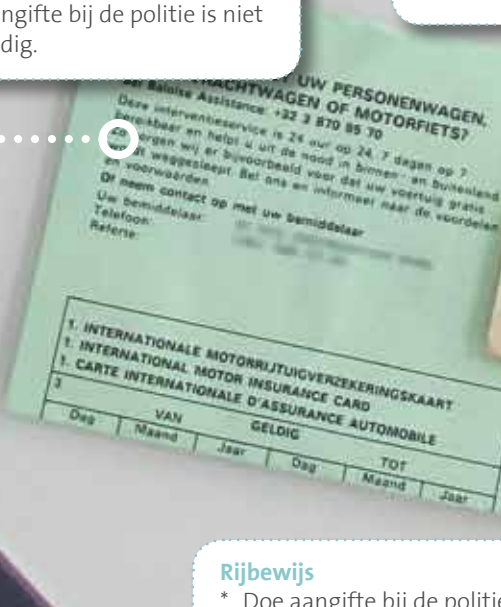 ngifte bij de politie is niet
dig.
UW PERSONENWAGEN,
RACHTWAGEN OF MOTORFIETS?
Bel Baloise Assistance: +32 3 870 95 70
Deze interventieservice is 24 uur op 24, 7 dagen op 7
bereikbaar en helpt u uit de nood in binnen- en buitenland.
zorgen wij er bijvoorbeeld voor dat uw voertuig gratis
wordt weggesleept. Bel ons en informeer naar de voordelen
en voorwaarden.
Of neem contact op met uw bemiddelaar
Uw bemiddelaar:
Telefoon:
Referte:
1. INTERNATIONALE MOTORRIJTUIGVERZEKERINGSKAART
1. INTERNATIONAL MOTOR INSURANCE CARD
1. CARTE INTERNATIONALE D'ASSURANCE AUTOMOBILE
3
VAN GELDIG TOT
Dag Maand Jaar Dag Maand Jaar
Rijbewijs
* Doe aangifte bij de politie